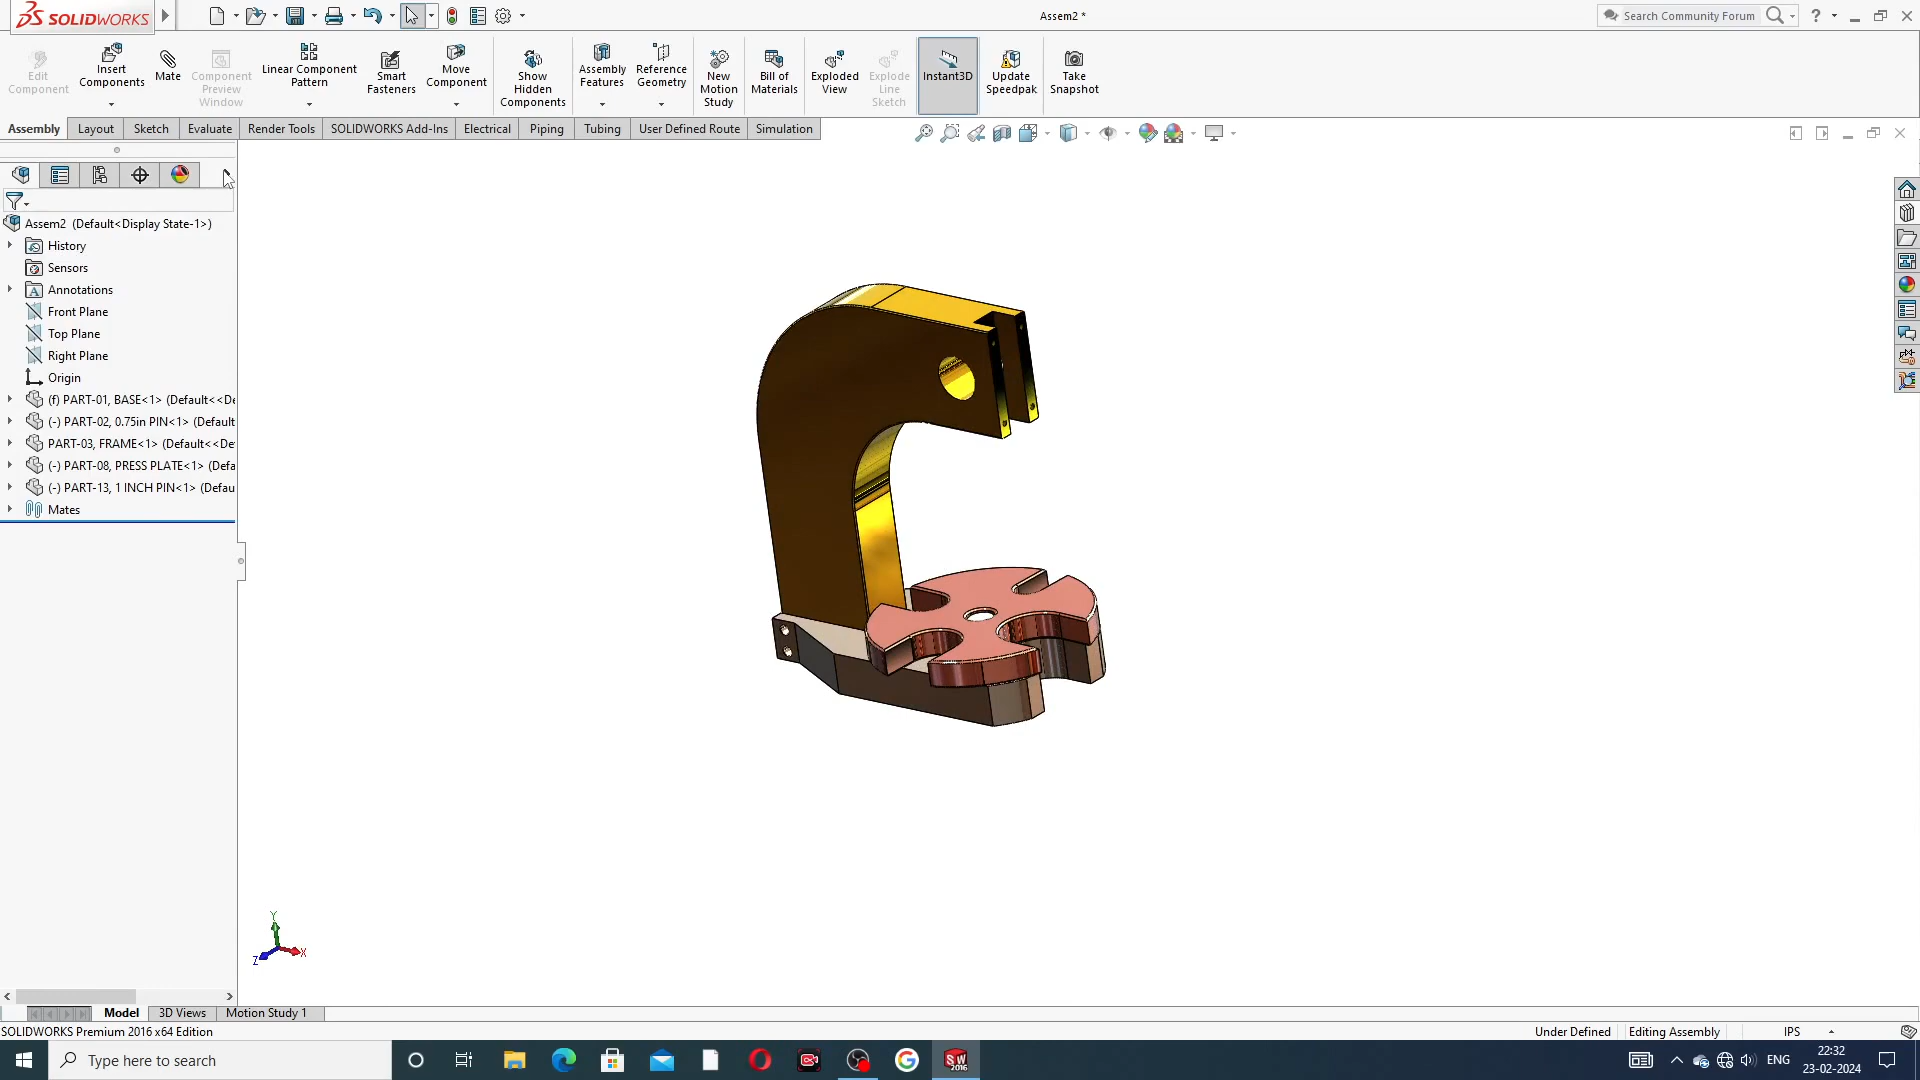 SOLIDWORKS
Assem2 *
Search Community Forum
Edit Component
Insert Components
Mate
Component Preview Window
Linear Component Pattern
Smart Fasteners
Move Component
Show Hidden Components
Assembly Features
Reference Geometry
New Motion Study
Bill of Materials
Exploded View
Explode Line Sketch
Instant3D
Update Speedpak
Take Snapshot
Assembly
Layout
Sketch
Evaluate
Render Tools
SOLIDWORKS Add-Ins
Electrical
Piping
Tubing
User Defined Route
Simulation
Assem2 (Default<Display State-1>)
History
Sensors
Annotations
Front Plane
Top Plane
Right Plane
Origin
(f) PART-01, BASE<1> (Default<<De
(-) PART-02, 0.75in PIN<1> (Default
PART-03, FRAME<1> (Default<<De
(-) PART-08, PRESS PLATE<1> (Defa
(-) PART-13, 1 INCH PIN<1> (Defau
Mates
Y
X
Z
Model
3D Views
Motion Study 1
SOLIDWORKS Premium 2016 x64 Edition
Under Defined
Editing Assembly
IPS
Type here to search
SW 2016
ENG
22:32
23-02-2024